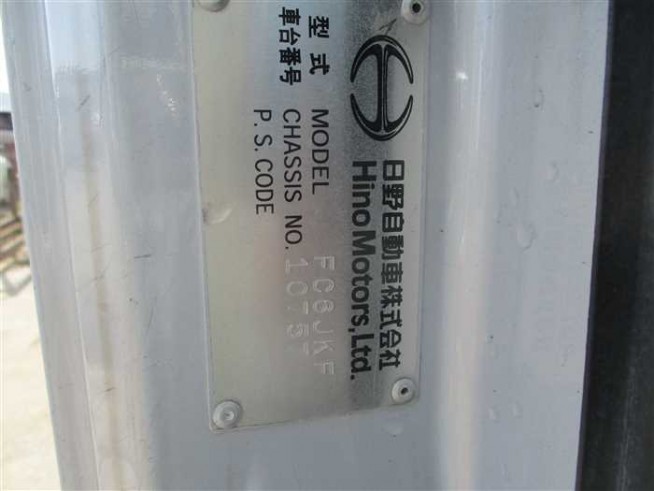 日野自動車株式会社
Hino Motors, Ltd.
型式 MODEL FC6JKF
車台番号 CHASSIS NO. 10757
P. S. CODE